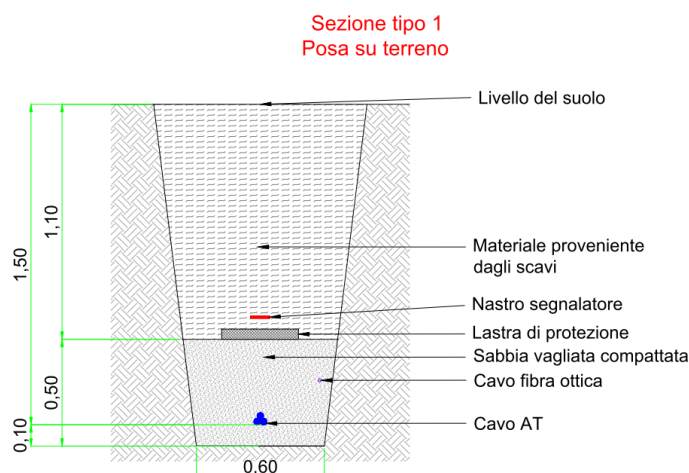 Sezione tipo 1
Posa su terreno
Livello del suolo
1,10
1,50
Materiale proveniente
dagli scavi
Nastro segnalatore
Lastra di protezione
Sabbia vagliata compattata
Cavo fibra ottica
0,50
Cavo AT
0,10
0,60